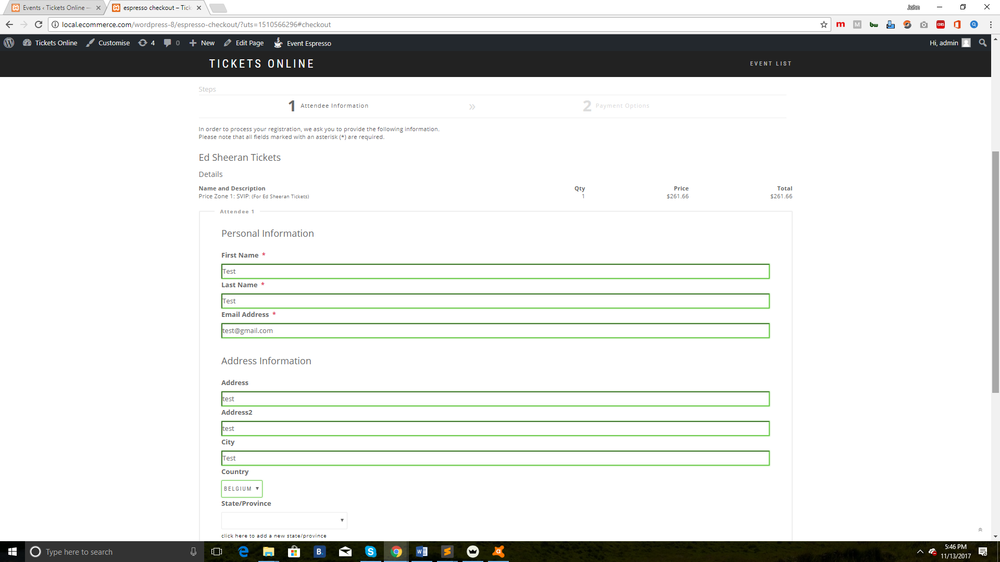 Events ‹ Tickets Online —
espresso checkout – Tick
John
local.ecommerce.com/wordpress-8/espresso-checkout/?uts=1510566296#checkout
m
M
bw
CORS
Tickets Online
Customise
4
0
New
Edit Page
Event Espresso
Hi, admin
TICKETS ONLINE
EVENT LIST
Steps
1 Attendee Information
»
2 Payment Options
In order to process your registration, we ask you to provide the following information.
Please note that all fields marked with an asterisk (*) are required.
Ed Sheeran Tickets
Details
Name and Description Qty Price Total
Price Zone 1: SVIP: (For Ed Sheeran Tickets) 1 $261.66 $261.66
Attendee 1
Personal Information
First Name *
Test
Last Name *
Test
Email Address *
test@gmail.com
Address Information
Address
test
Address2
test
City
Test
Country
BELGIUM
State/Province
click here to add a new state/province
Type here to search
B.
5:46 PM
11/13/2017